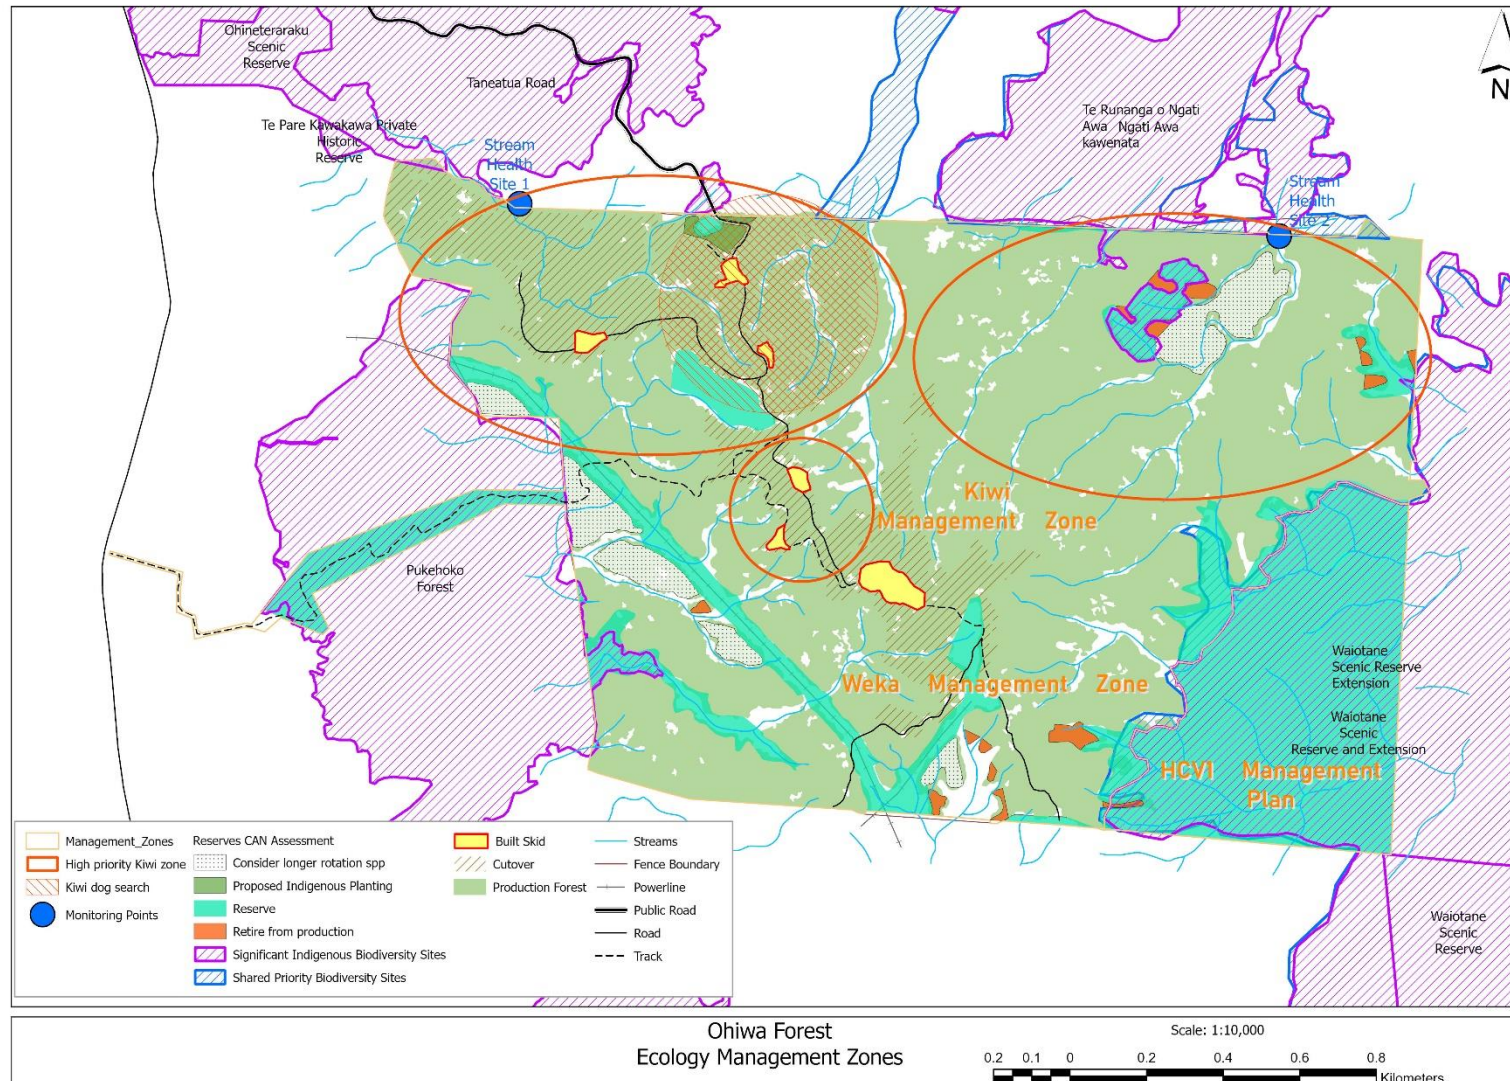 Ohineteraraku
Scenic
Reserve
Taneatua Road
Te Pare Kawakawa Private
Historic
Reserve
Stream
Health
Site 1
Te Runanga o Ngati
Awa Ngati Awa
kawenata
Stream
Health
Site 2
N
Kiwi
Management Zone
Pukehoko
Forest
Weka Management Zone
Waiotane
Scenic Reserve
Extension
Waiotane
Scenic
Reserve and Extension
HCVI Management
Plan
Waiotane
Scenic
Reserve
Management_Zones
High priority Kiwi zone
Kiwi dog search
Monitoring Points
Reserves CAN Assessment
Consider longer rotation spp
Proposed Indigenous Planting
Reserve
Retire from production
Significant Indigenous Biodiversity Sites
Shared Priority Biodiversity Sites
Built Skid
Cutover
Production Forest
Streams
Fence Boundary
Powerline
Public Road
Road
Track
Ohiwa Forest
Ecology Management Zones
Scale: 1:10,000
0.2 0.1 0 0.2 0.4 0.6 0.8
Kilometers